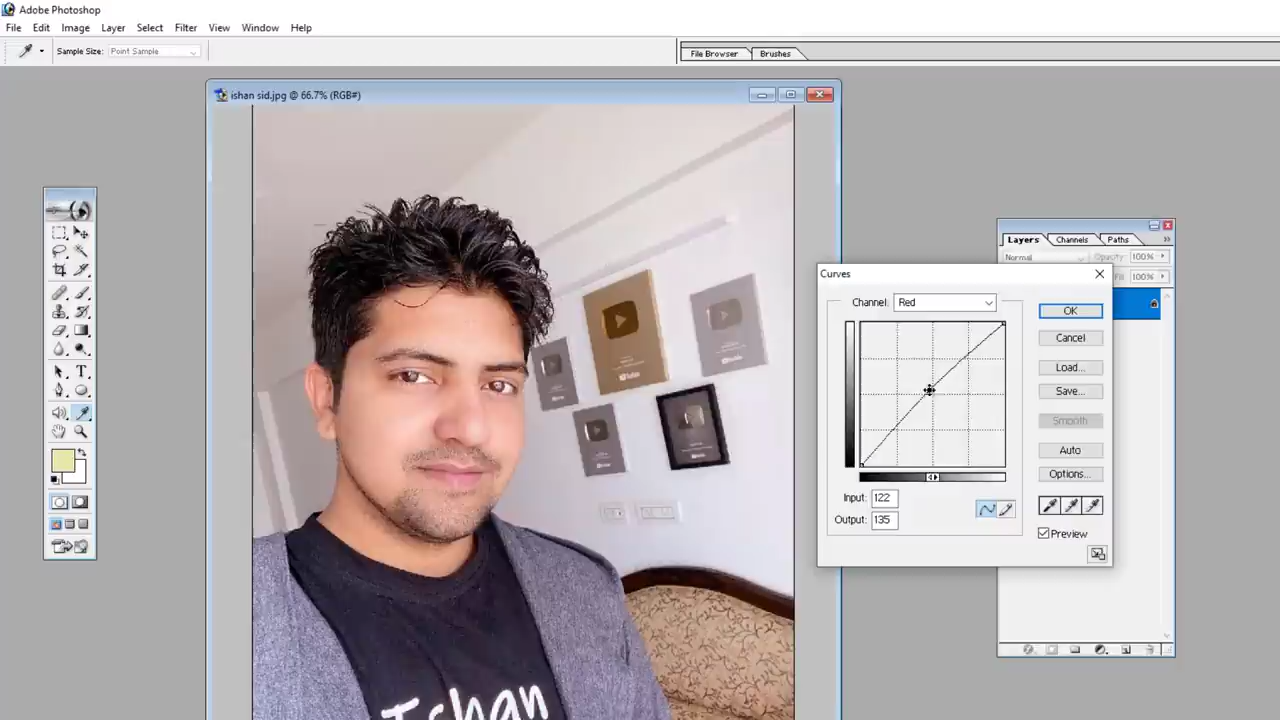 Adobe Photoshop
File Edit Image Layer Select Filter View Window Help
Sample Size: Point Sample
File Browser Brushes
ishan sid.jpg @ 66.7% (RGB#)
Layers Channels Paths
Normal Opacity: 100%
Fill: 100%
Curves
Channel: Red
OK
Cancel
Load...
Save...
Smooth
Auto
Options...
Input: 122
Output: 135
Preview
Ishan